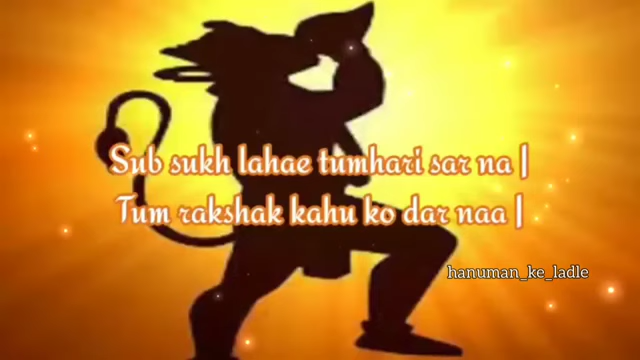 Sub sukh lahae tumhari sar na |
Tum rakshak kahu ko dar naa |
hanuman_ke_ladle